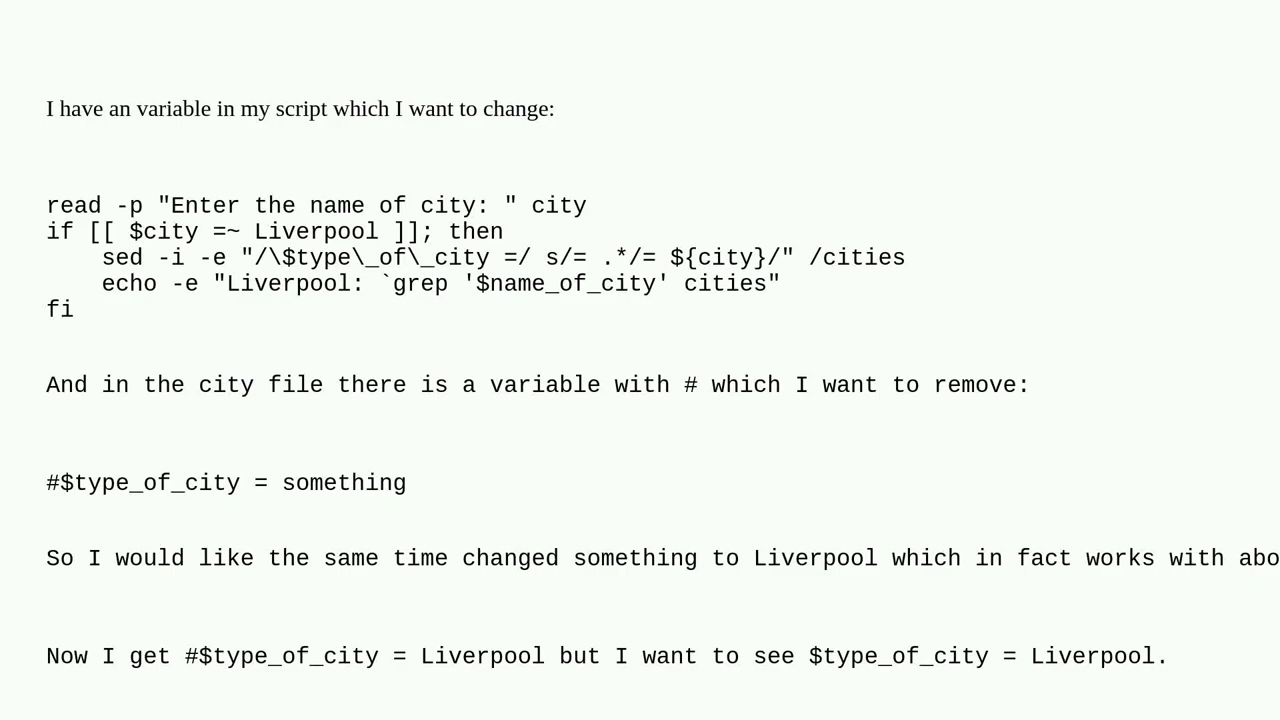 I have an variable in my script which I want to change:
read -p "Enter the name of city: " city
if [[ $city =~ Liverpool ]]; then
    sed -i -e "/\$type\_of\_city =/ s/= .*/= ${city}/" /cities
    echo -e "Liverpool: `grep '$name_of_city' cities"
fi
And in the city file there is a variable with # which I want to remove:
#$type_of_city = something
So I would like the same time changed something to Liverpool which in fact works with
Now I get #$type_of_city = Liverpool but I want to see $type_of_city = Liverpool.